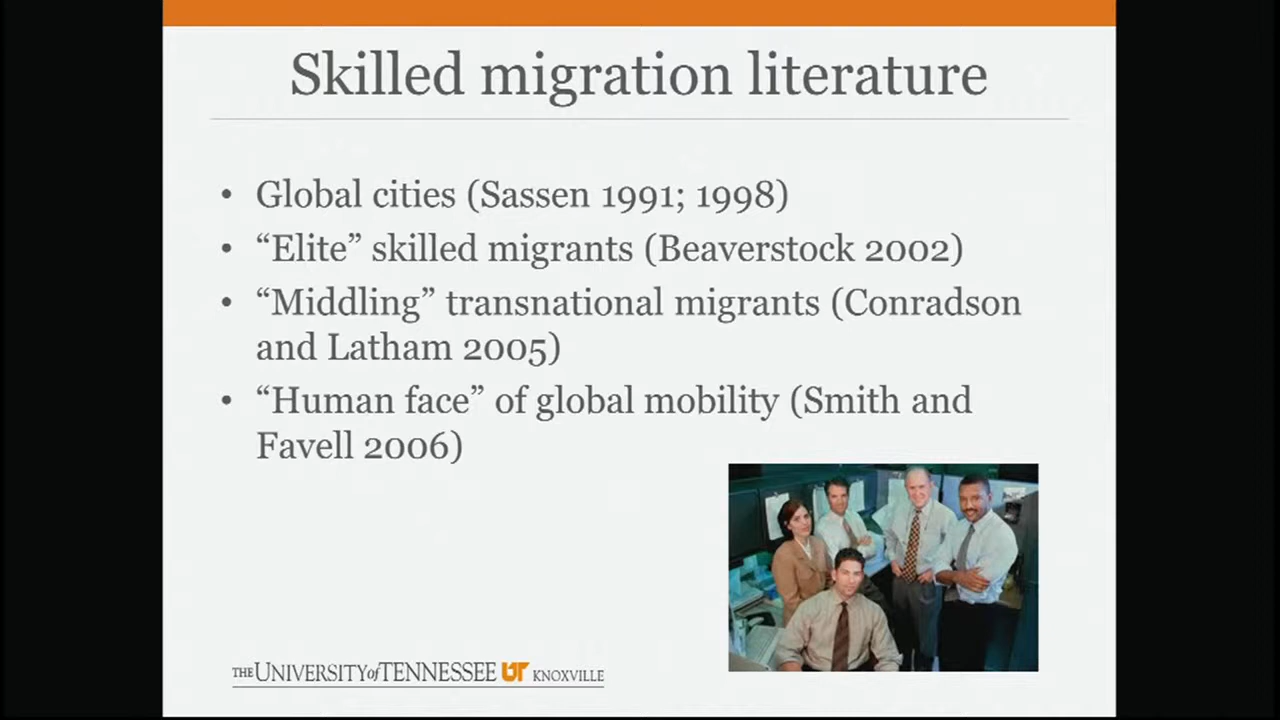 Skilled migration literature
• Global cities (Sassen 1991; 1998)
• “Elite” skilled migrants (Beaverstock 2002)
• “Middling” transnational migrants (Conradson
and Latham 2005)
• “Human face” of global mobility (Smith and
Favell 2006)
THE UNIVERSITY of TENNESSEE UT KNOXVILLE